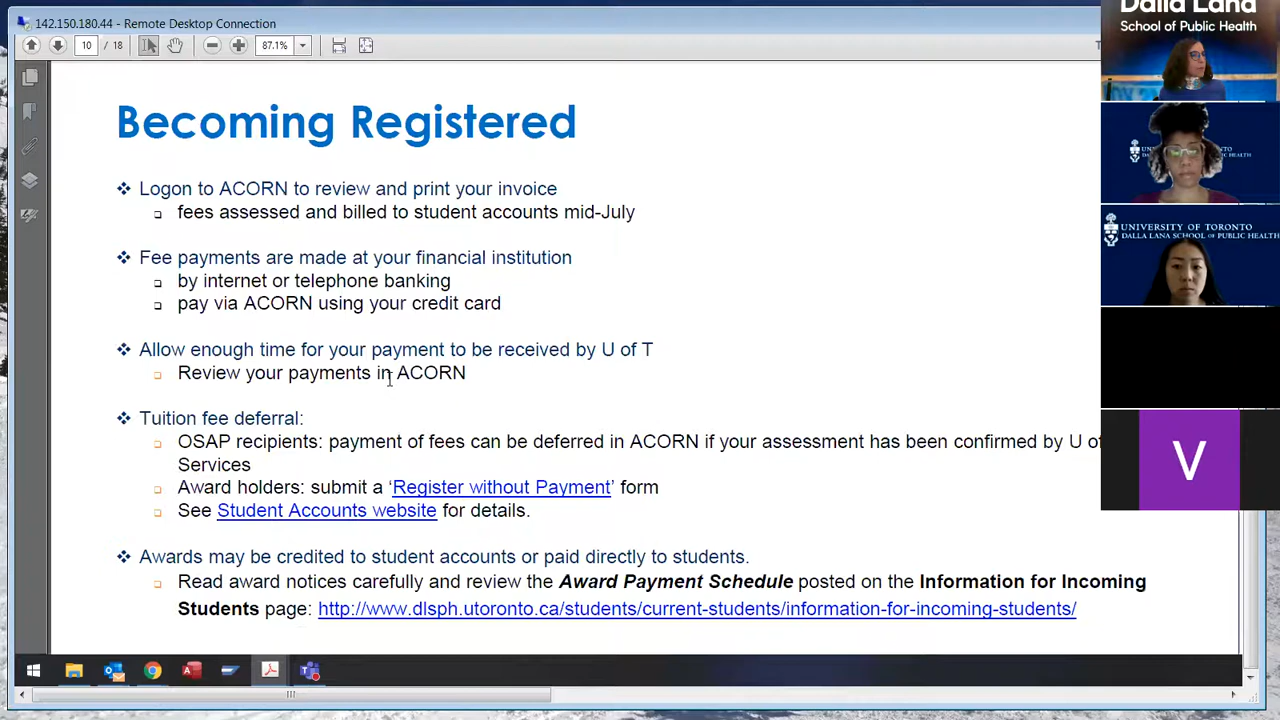 142.150.180.44 - Remote Desktop Connection
10 / 18
87.1%
Becoming Registered
Logon to ACORN to review and print your invoice
fees assessed and billed to student accounts mid-July
Fee payments are made at your financial institution
by internet or telephone banking
pay via ACORN using your credit card
Allow enough time for your payment to be received by U of T
Review your payments in ACORN
Tuition fee deferral:
OSAP recipients: payment of fees can be deferred in ACORN if your assessment has been confirmed by U of
Services
Award holders: submit a ‘Register without Payment’ form
See Student Accounts website for details.
Awards may be credited to student accounts or paid directly to students.
Read award notices carefully and review the Award Payment Schedule posted on the Information for Incoming
Students page: http://www.dlsph.utoronto.ca/students/current-students/information-for-incoming-students/
Dalla Lana
School of Public Health
UNIVERSITY OF TORONTO
DALLA LANA SCHOOL OF PUBLIC HEALTH
V